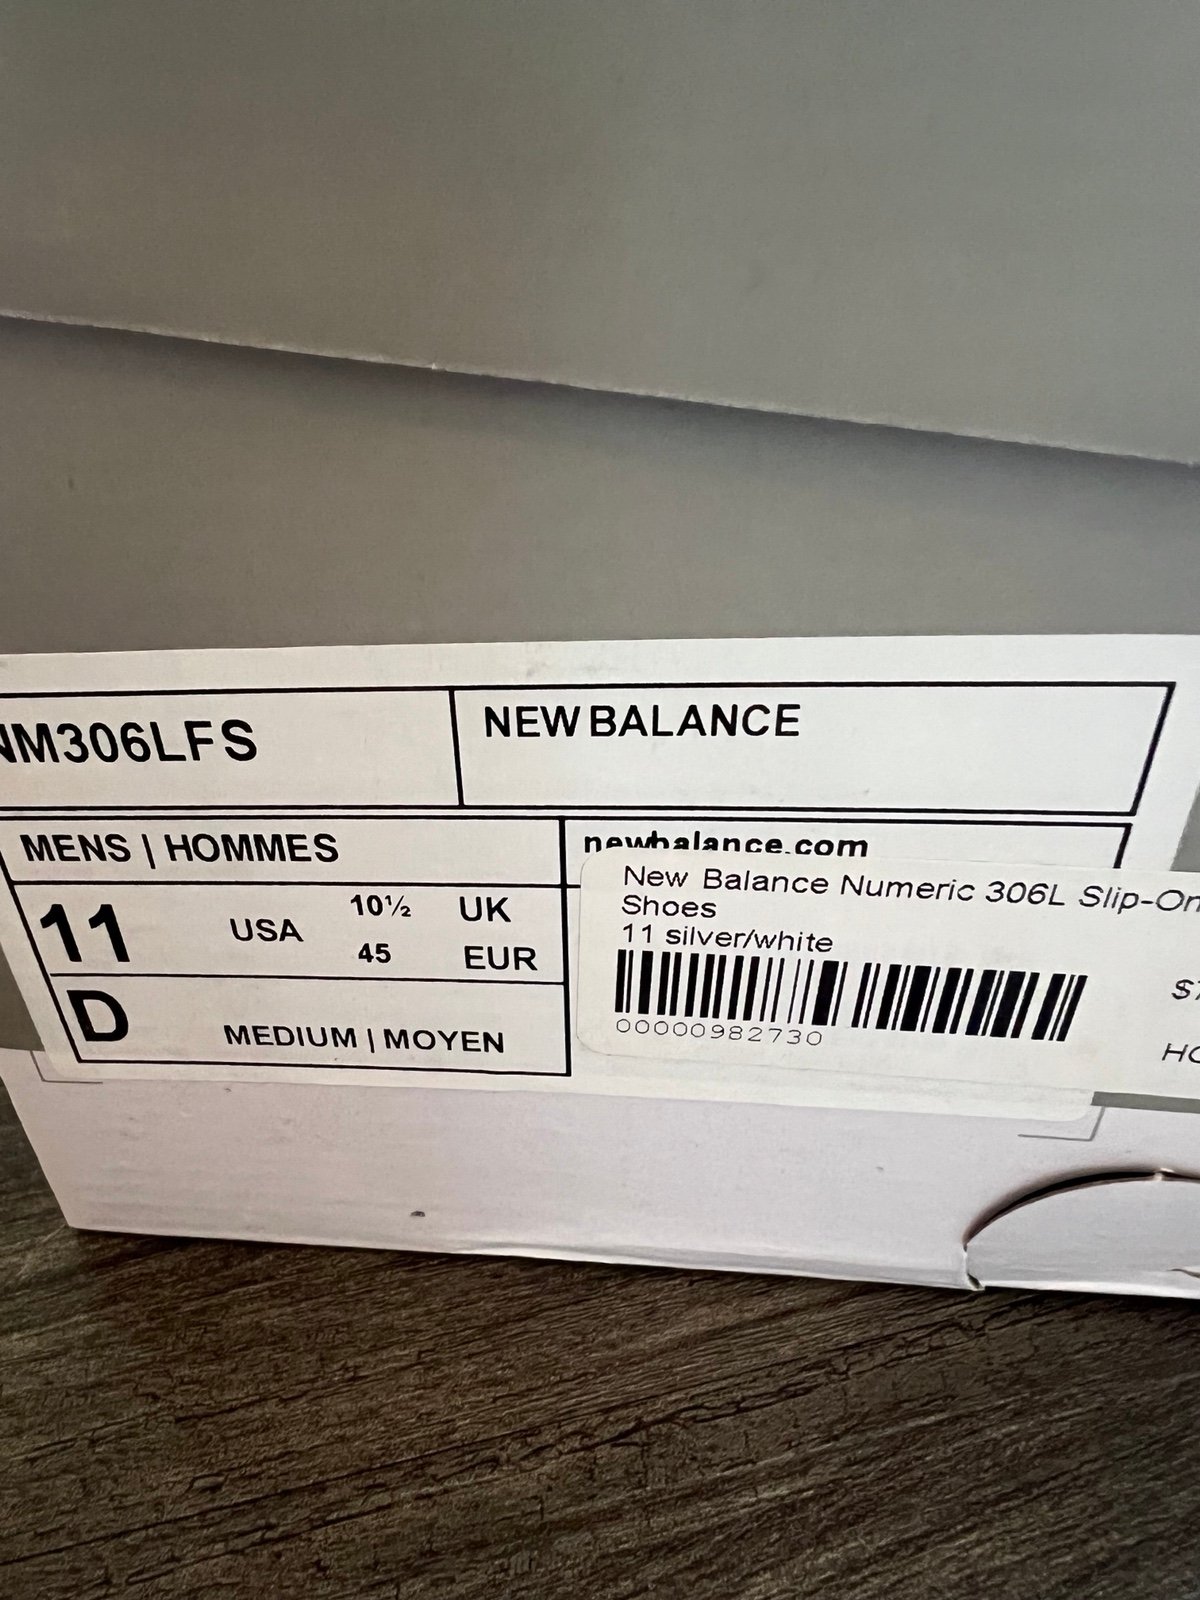 NM306LFS
NEW BALANCE
MENS | HOMMES
newbalance.com
11 USA 10½ UK
45 EUR
D MEDIUM | MOYEN
New Balance Numeric 306L Slip-On
Shoes
11 silver/white
00000982730